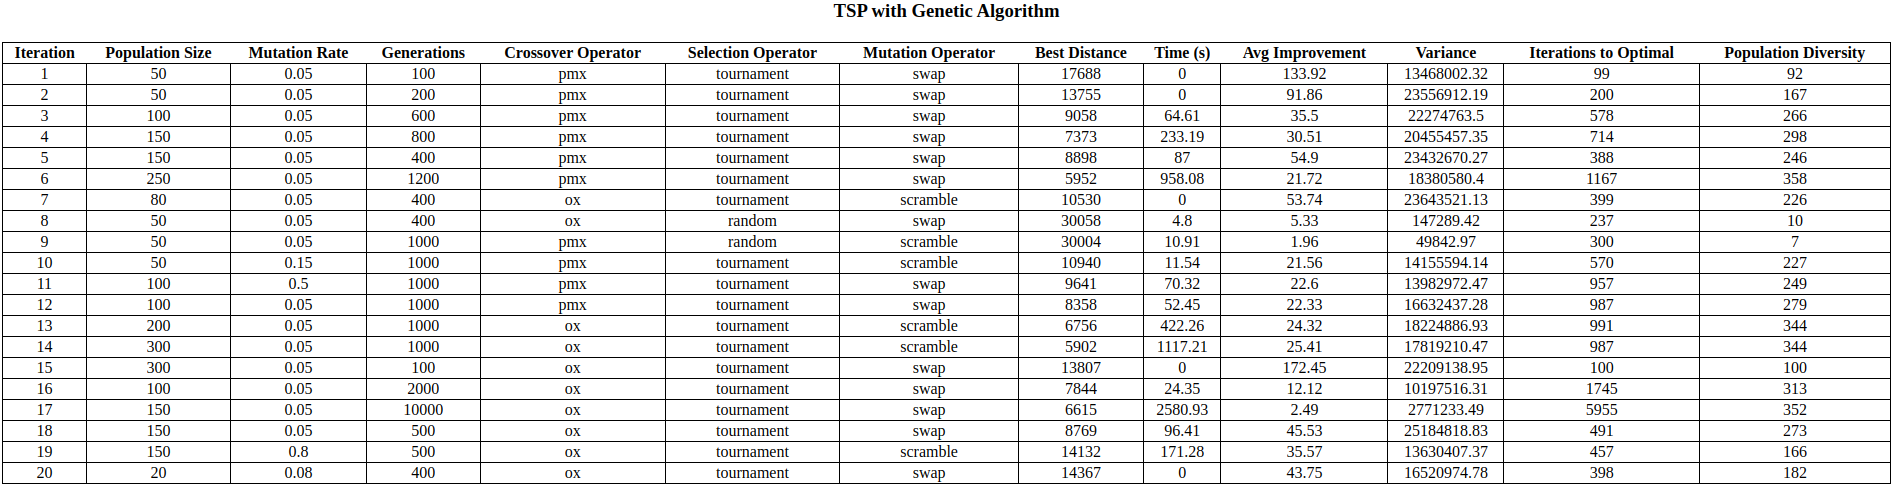 TSP with Genetic Algorithm
Iteration Population Size Mutation Rate Generations Crossover Operator Selection Operator Mutation Operator Best Distance Time (s) Avg Improvement Variance Iterations to Optimal Population Diversity
1 50 0.05 100 pmx tournament swap 17688 0 133.92 13468002.32 99 92
2 50 0.05 200 pmx tournament swap 13755 0 91.86 23556912.19 200 167
3 100 0.05 600 pmx tournament swap 9058 64.61 35.5 22274763.5 578 266
4 150 0.05 800 pmx tournament swap 7373 233.19 30.51 20455457.35 714 298
5 150 0.05 400 pmx tournament swap 8898 87 54.9 23432670.27 388 246
6 250 0.05 1200 pmx tournament swap 5952 958.08 21.72 18380580.4 1167 358
7 80 0.05 400 ox tournament scramble 10530 0 53.74 23643521.13 399 226
8 50 0.05 400 ox random swap 30058 4.8 5.33 147289.42 237 10
9 50 0.05 1000 pmx random scramble 30004 10.91 1.96 49842.97 300 7
10 50 0.15 1000 pmx tournament scramble 10940 11.54 21.56 14155594.14 570 227
11 100 0.5 1000 pmx tournament swap 9641 70.32 22.6 13982972.47 957 249
12 100 0.05 1000 pmx tournament swap 8358 52.45 22.33 16632437.28 987 279
13 200 0.05 1000 ox tournament scramble 6756 422.26 24.32 18224886.93 991 344
14 300 0.05 1000 ox tournament scramble 5902 1117.21 25.41 17819210.47 987 344
15 300 0.05 100 ox tournament swap 13807 0 172.45 22209138.95 100 100
16 100 0.05 2000 ox tournament swap 7844 24.35 12.12 10197516.31 1745 313
17 150 0.05 10000 ox tournament swap 6615 2580.93 2.49 2771233.49 5955 352
18 150 0.05 500 ox tournament swap 8769 96.41 45.53 25184818.83 491 273
19 150 0.8 500 ox tournament scramble 14132 171.28 35.57 13630407.37 457 166
20 20 0.08 400 ox tournament swap 14367 0 43.75 16520974.78 398 182